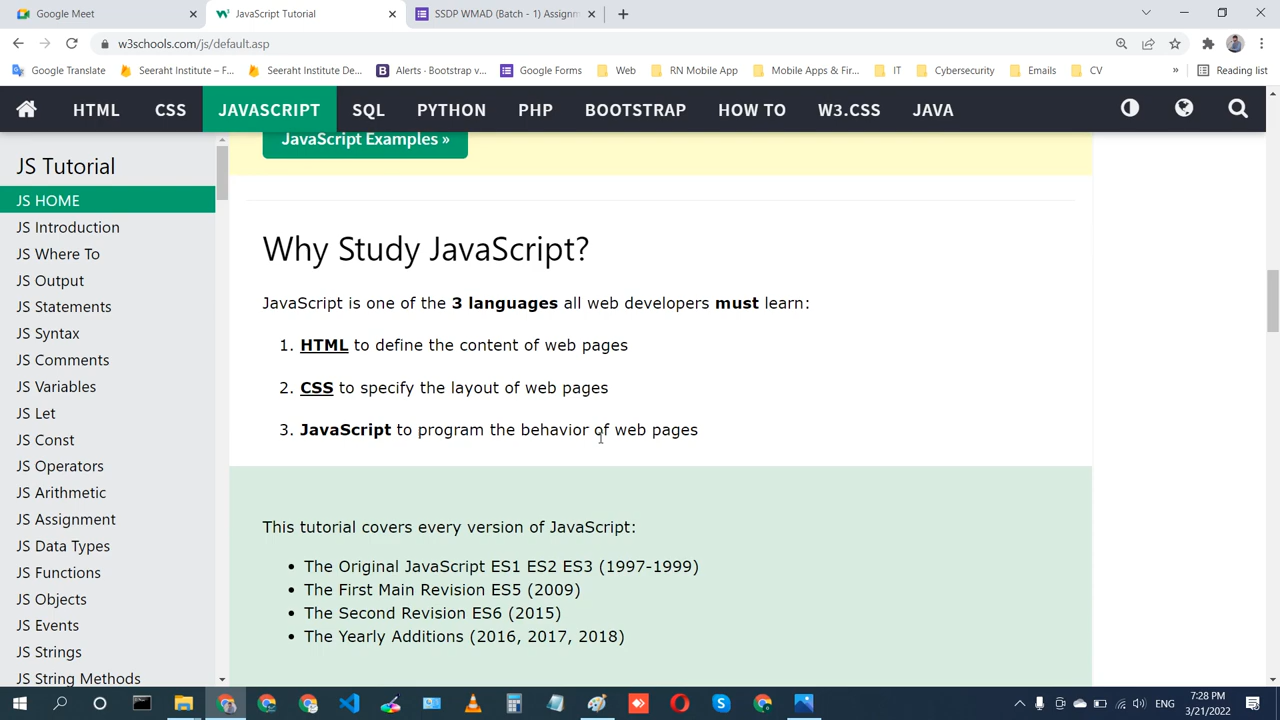 Google Meet
JavaScript Tutorial
SSDP WMAD (Batch - 1) Assignm
w3schools.com/js/default.asp
Google Translate
Seeraht Institute – F...
Seeraht Institute De...
Alerts · Bootstrap v...
Google Forms
Web
RN Mobile App
Mobile Apps & Fir...
IT
Cybersecurity
Emails
CV
»
Reading list
HTML
CSS
JAVASCRIPT
SQL
PYTHON
PHP
BOOTSTRAP
HOW TO
W3.CSS
JAVA
JS Tutorial
JS HOME
JS Introduction
JS Where To
JS Output
JS Statements
JS Syntax
JS Comments
JS Variables
JS Let
JS Const
JS Operators
JS Arithmetic
JS Assignment
JS Data Types
JS Functions
JS Objects
JS Events
JS Strings
JS String Methods
JavaScript Examples »
Why Study JavaScript?
JavaScript is one of the 3 languages all web developers must learn:
1. HTML to define the content of web pages
2. CSS to specify the layout of web pages
3. JavaScript to program the behavior of web pages
This tutorial covers every version of JavaScript:
• The Original JavaScript ES1 ES2 ES3 (1997-1999)
• The First Main Revision ES5 (2009)
• The Second Revision ES6 (2015)
• The Yearly Additions (2016, 2017, 2018)
ENG
7:28 PM
3/21/2022